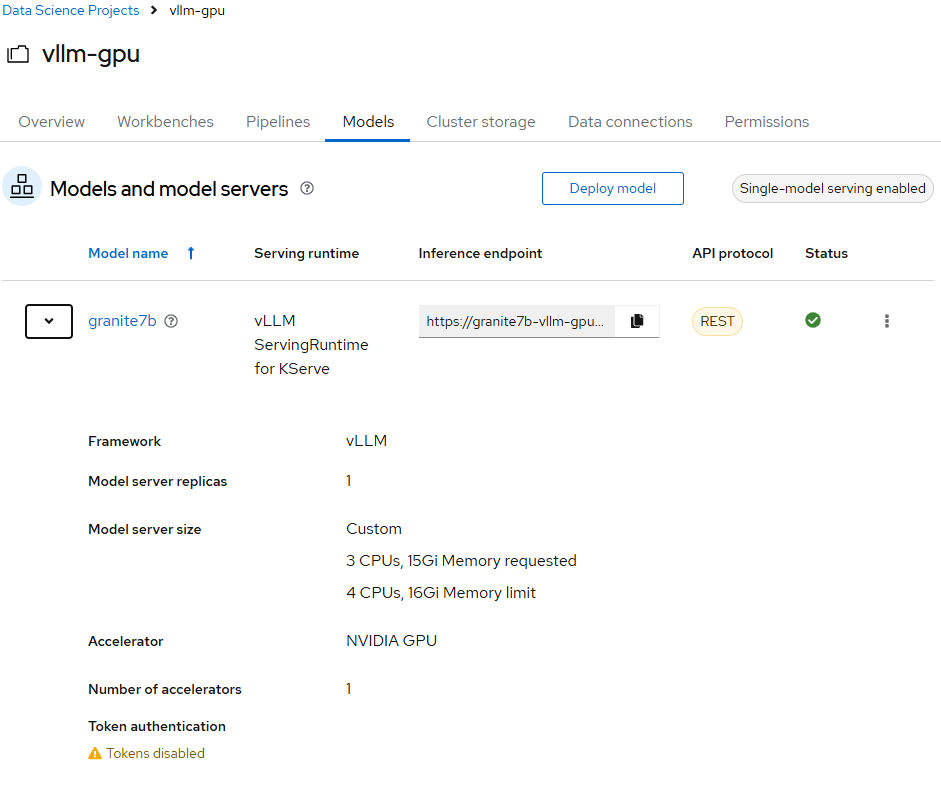 Data Science Projects > vllm-gpu
vllm-gpu
Overview Workbenches Pipelines Models Cluster storage Data connections Permissions
Models and model servers Deploy model Single-model serving enabled
Model name Serving runtime Inference endpoint API protocol Status
granite7b vLLM https://granite7b-vllm-gpu... REST
ServingRuntime
for KServe
Framework vLLM
Model server replicas 1
Model server size Custom
3 CPUs, 15Gi Memory requested
4 CPUs, 16Gi Memory limit
Accelerator NVIDIA GPU
Number of accelerators 1
Token authentication
Tokens disabled